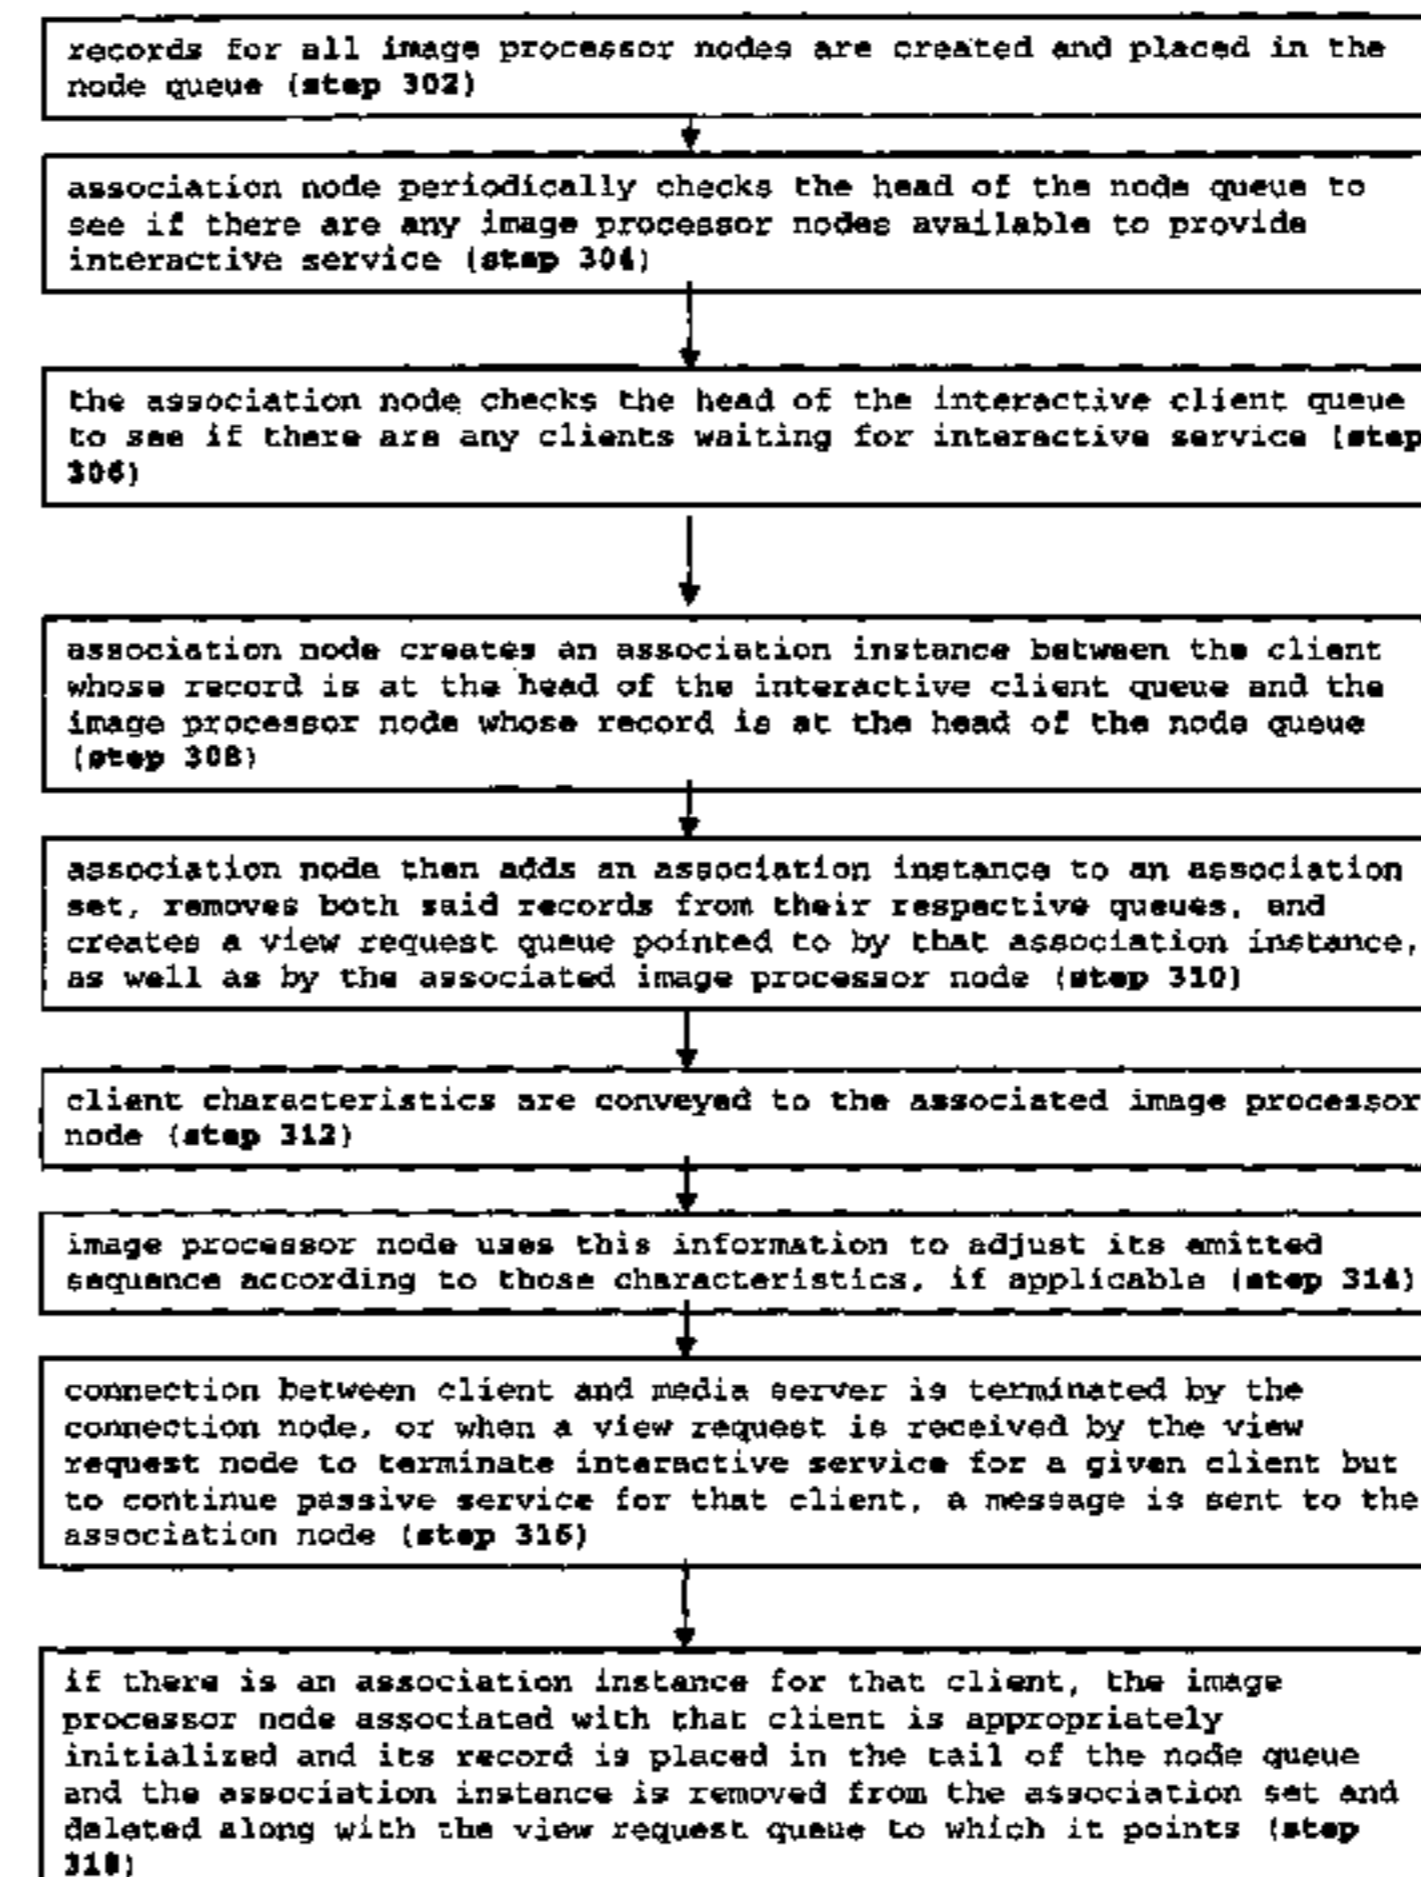 records for all image processor nodes are created and placed in the
node queue (step 302)
association node periodically checks the head of the node queue to
see if there are any image processor nodes available to provide
interactive service (step 304)
the association node checks the head of the interactive client queue
to see if there are any clients waiting for interactive service (step
306)
association node creates an association instance between the client
whose record is at the head of the interactive client queue and the
image processor node whose record is at the head of the node queue
(step 308)
association node then adds an association instance to an association
set, removes both said records from their respective queues, and
creates a view request queue pointed to by that association instance,
as well as by the associated image processor node (step 310)
client characteristics are conveyed to the associated image processor
node (step 312)
image processor node uses this information to adjust its emitted
sequence according to those characteristics, if applicable (step 314)
connection between client and media server is terminated by the
connection node, or when a view request is received by the view
request node to terminate interactive service for a given client but
to continue passive service for that client, a message is sent to the
association node (step 316)
if there is an association instance for that client, the image
processor node associated with that client is appropriately
initialized and its record is placed in the tail of the node queue
and the association instance is removed from the association set and
deleted along with the view request queue to which it points (step
318)